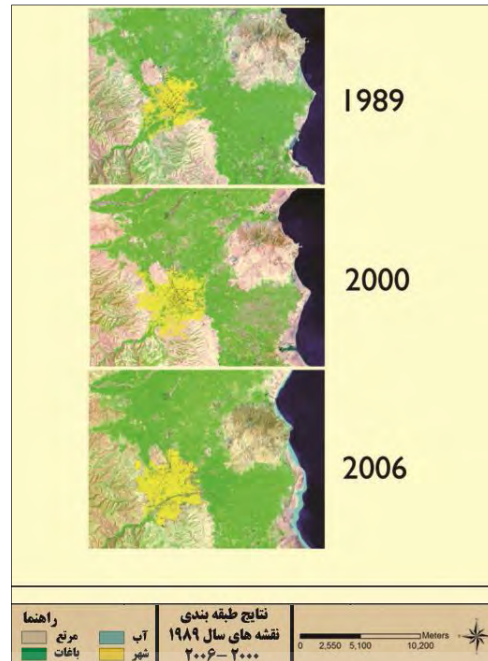 1989
2000
2006
راهنما
آب
مرتع
شهر
باغات
نتایج طبقه بندی
نقشه های سال ۱۹۸۹
۲۰۰۶-۲۰۰۰
Meters
0 2,550 5,100 10,200